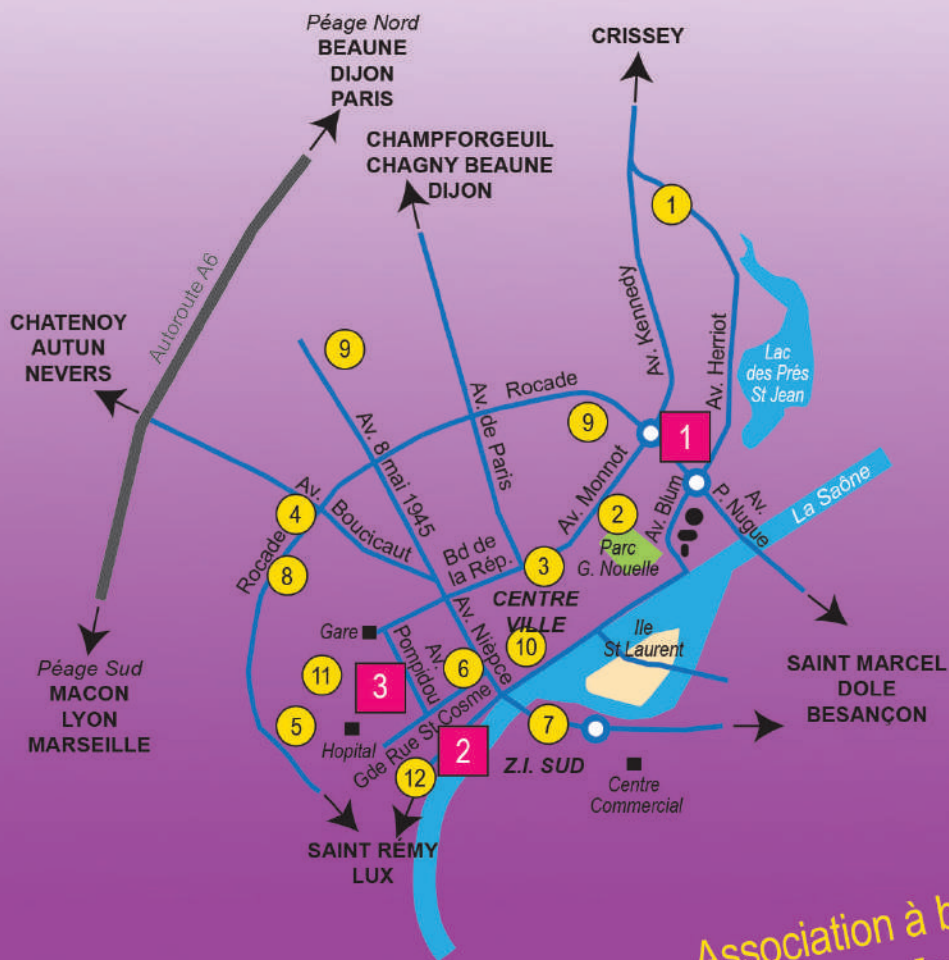 Péage Nord
BEAUNE
DIJON
PARIS
CRISSEY
CHAMPFORGEUIL
CHAGNY BEAUNE
DIJON
1
Autoroute A6
CHATENOY
AUTUN
NEVERS
9
Av. Kennedy
Av. Herriot
Lac
des Prés
St Jean
Rocade
Av. de Paris
9
1
Av. 8 mai 1945
Av. Monnot
Av. Blum
Av.
P. Nugue
La Saône
4
Av.
Boucicaut
2
Parc
G. Nouelle
Rocade
8
Bd de
la Rép.
3
CENTRE
VILLE
Gare
Av.
Pompidou
Av. Niépce
10
Ile
St Laurent
Péage Sud
MACON
LYON
MARSEILLE
11
3
6
SAINT MARCEL
DOLE
BESANÇON
5
Hopital
Gde Rue St Cosme
2
7
Z.I. SUD
12
Centre
Commercial
SAINT RÉMY
LUX
Association à b